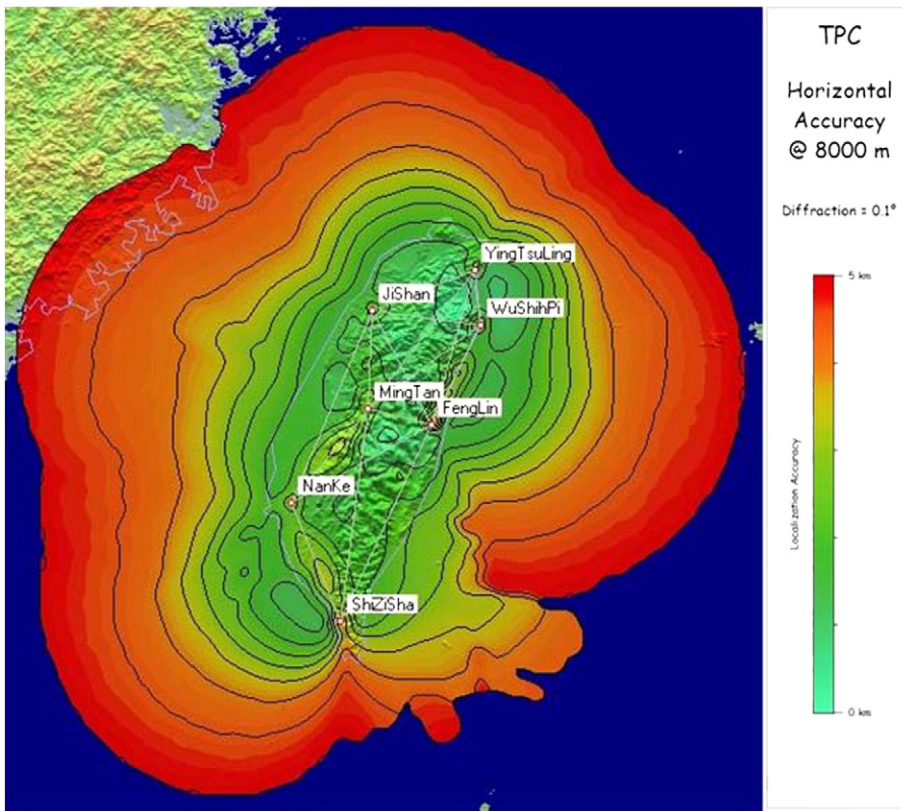 TPC
Horizontal
Accuracy
@ 8000 m
Diffraction = 0.1°
YingTsuLing
JiShan
WuShihPi
MingTan
FengLin
NanKe
ShiZiSha
5 km
Localization Accuracy
0 km